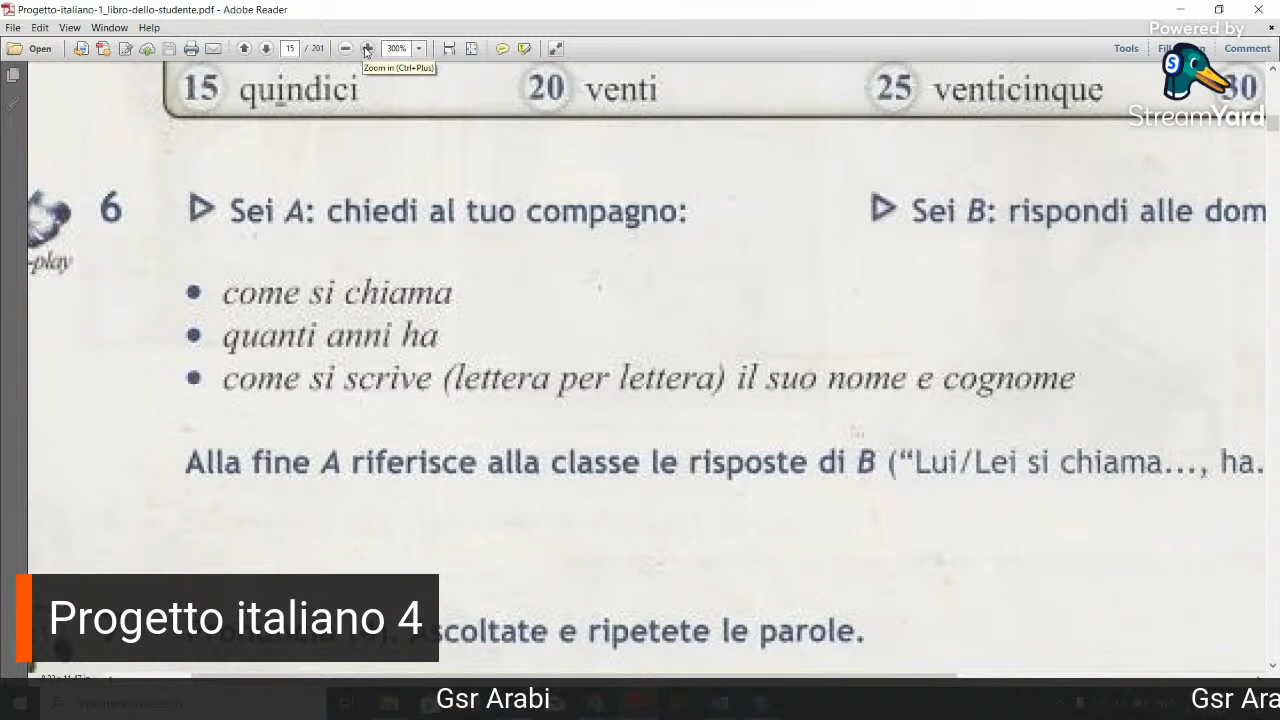 Progetto-italiano-1_libro-dello-studente.pdf - Adobe Reader
File Edit View Window Help
Powered by
Open 15 / 201 300% Tools Comment
Zoom in (Ctrl+Plus)
StreamYard
15 quindici 20 venti 25 venticinque 30
6 Sei A: chiedi al tuo compagno: Sei B: rispondi alle dom
-play
• come si chiama
• quanti anni ha
• come si scrive (lettera per lettera) il suo nome e cognome
Alla fine A riferisce alla classe le risposte di B (“Lui/Lei si chiama..., ha.
Progetto italiano 4
scoltate e ripetete le parole.
Gsr Arabi Gsr Ara